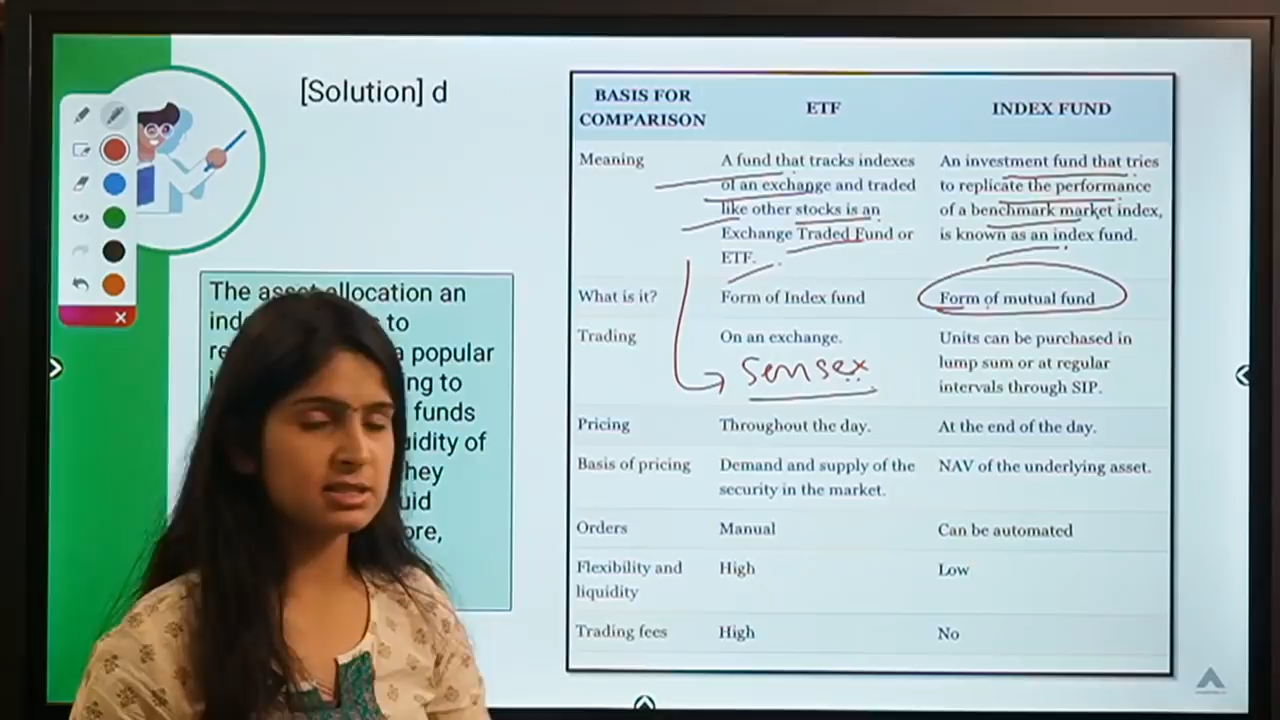 [Solution] d
The asset allocation an
to
a popular
ng to
funds
uidity of
hey
uid
ore,
BASIS FOR COMPARISON ETF INDEX FUND
Meaning
A fund that tracks indexes
of an exchange and traded
like other stocks is an
Exchange Traded Fund or
ETF.
An investment fund that tries
to replicate the performance
of a benchmark market index,
is known as an index fund.
What is it? Form of Index fund Form of mutual fund
Trading
On an exchange.
Sensex
Units can be purchased in
lump sum or at regular
intervals through SIP.
Pricing Throughout the day. At the end of the day.
Basis of pricing
Demand and supply of the
security in the market.
NAV of the underlying asset.
Orders Manual Can be automated
Flexibility and
liquidity
High Low
Trading fees High No